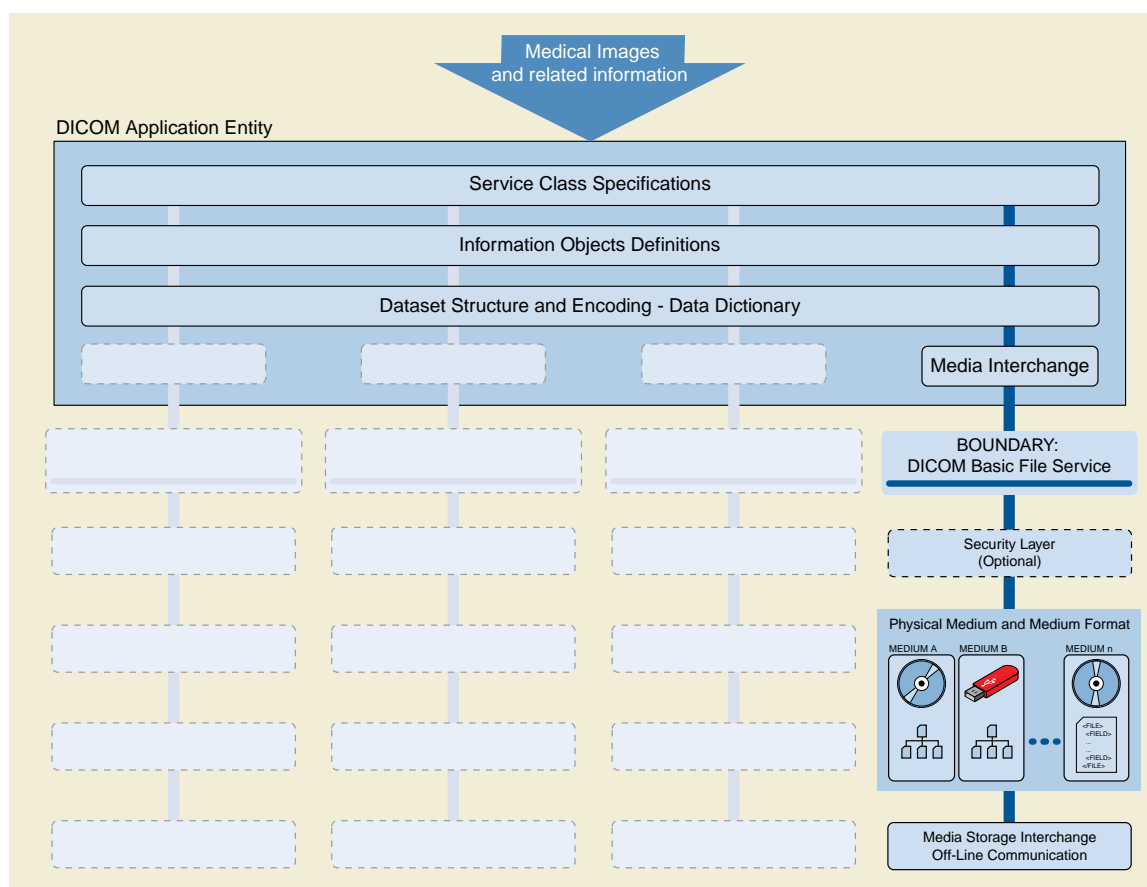 Medical Images
and related information
DICOM Application Entity
Service Class Specifications
Information Objects Definitions
Dataset Structure and Encoding - Data Dictionary
Media Interchange
BOUNDARY:
DICOM Basic File Service
Security Layer
(Optional)
Physical Medium and Medium Format
MEDIUM A
MEDIUM B
MEDIUM n
<FILE>
<FIELD>
...
...
<FIELD>
</FILE>
Media Storage Interchange
Off-Line Communication